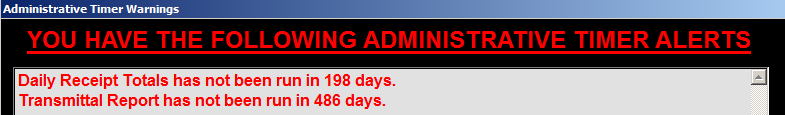 Administrative Timer Warnings
YOU HAVE THE FOLLOWING ADMINISTRATIVE TIMER ALERTS
Daily Receipt Totals has not been run in 198 days.
Transmittal Report has not been run in 486 days.